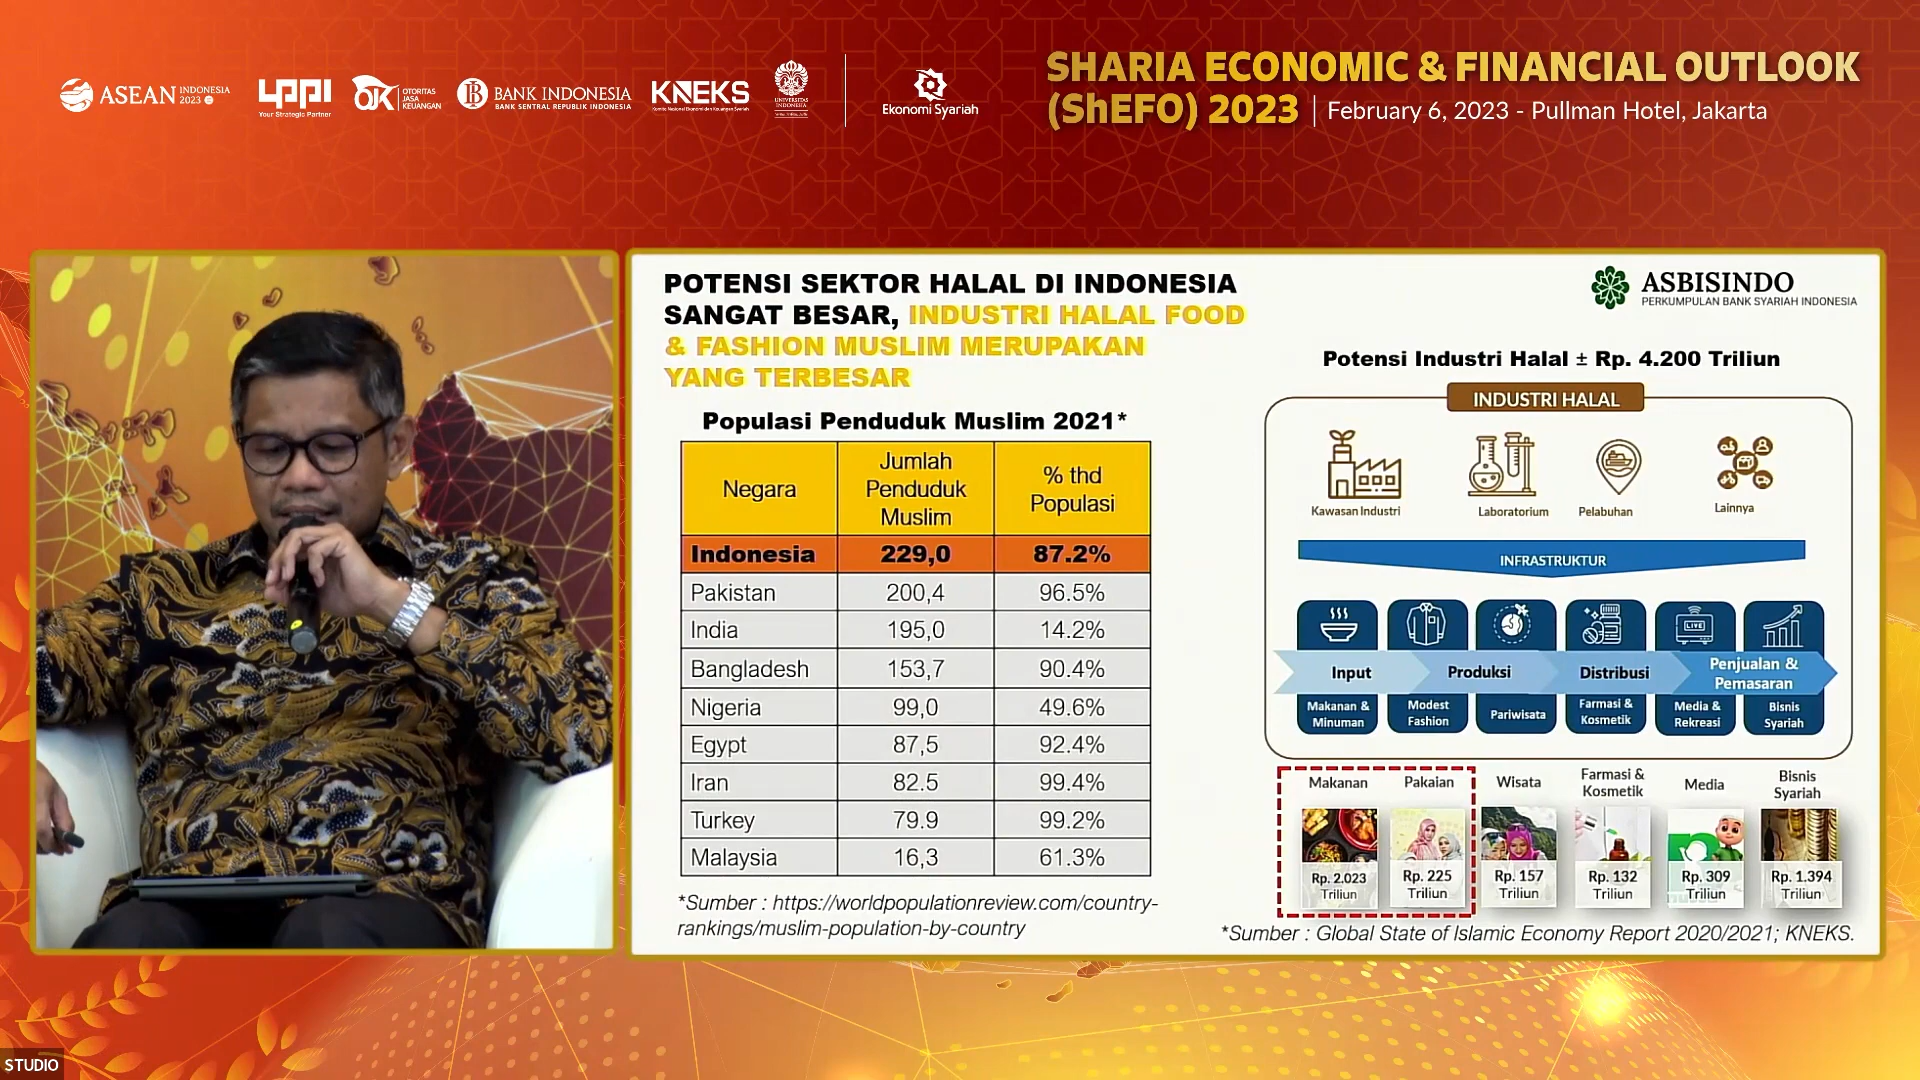 ASEAN INDONESIA 2023
LPPI
Your Strategic Partner
OJK OTORITAS JASA KEUANGAN
BANK INDONESIA
BANK SENTRAL REPUBLIK INDONESIA
KNEKS
Komite Nasional Ekonomi dan Keuangan Syariah
UNIVERSITAS INDONESIA
Ekonomi Syariah
SHARIA ECONOMIC & FINANCIAL OUTLOOK
(ShEFO) 2023 | February 6, 2023 - Pullman Hotel, Jakarta
POTENSI SEKTOR HALAL DI INDONESIA
SANGAT BESAR, INDUSTRI HALAL FOOD
& FASHION MUSLIM MERUPAKAN
YANG TERBESAR
ASBISINDO
PERKUMPULAN BANK SYARIAH INDONESIA
Populasi Penduduk Muslim 2021*
Negara Jumlah Penduduk Muslim % thd Populasi
Indonesia 229,0 87.2%
Pakistan 200,4 96.5%
India 195,0 14.2%
Bangladesh 153,7 90.4%
Nigeria 99,0 49.6%
Egypt 87,5 92.4%
Iran 82.5 99.4%
Turkey 79.9 99.2%
Malaysia 16,3 61.3%
*Sumber : https://worldpopulationreview.com/country-
rankings/muslim-population-by-country
Potensi Industri Halal ± Rp. 4.200 Triliun
INDUSTRI HALAL
Kawasan Industri Laboratorium Pelabuhan Lainnya
INFRASTRUKTUR
LIVE
Input Produksi Distribusi Penjualan & Pemasaran
Makanan & Minuman Modest Fashion Pariwisata Farmasi & Kosmetik Media & Rekreasi Bisnis Syariah
Makanan Pakaian Wisata Farmasi & Kosmetik Media Bisnis Syariah
Rp. 2.023 Triliun Rp. 225 Triliun Rp. 157 Triliun Rp. 132 Triliun Rp. 309 Triliun Rp. 1.394 Triliun
*Sumber : Global State of Islamic Economy Report 2020/2021; KNEKS.
STUDIO